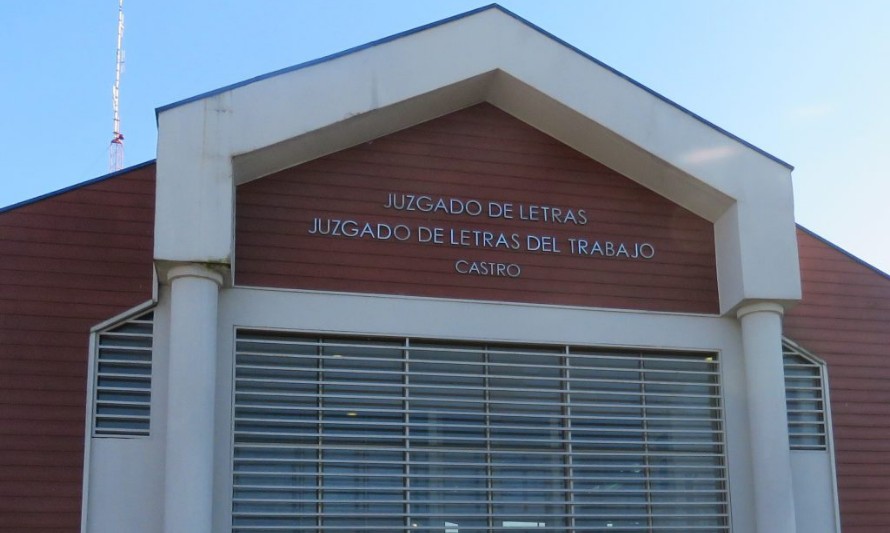 JUZGADO DE LETRAS
JUZGADO DE LETRAS DEL TRABAJO
CASTRO